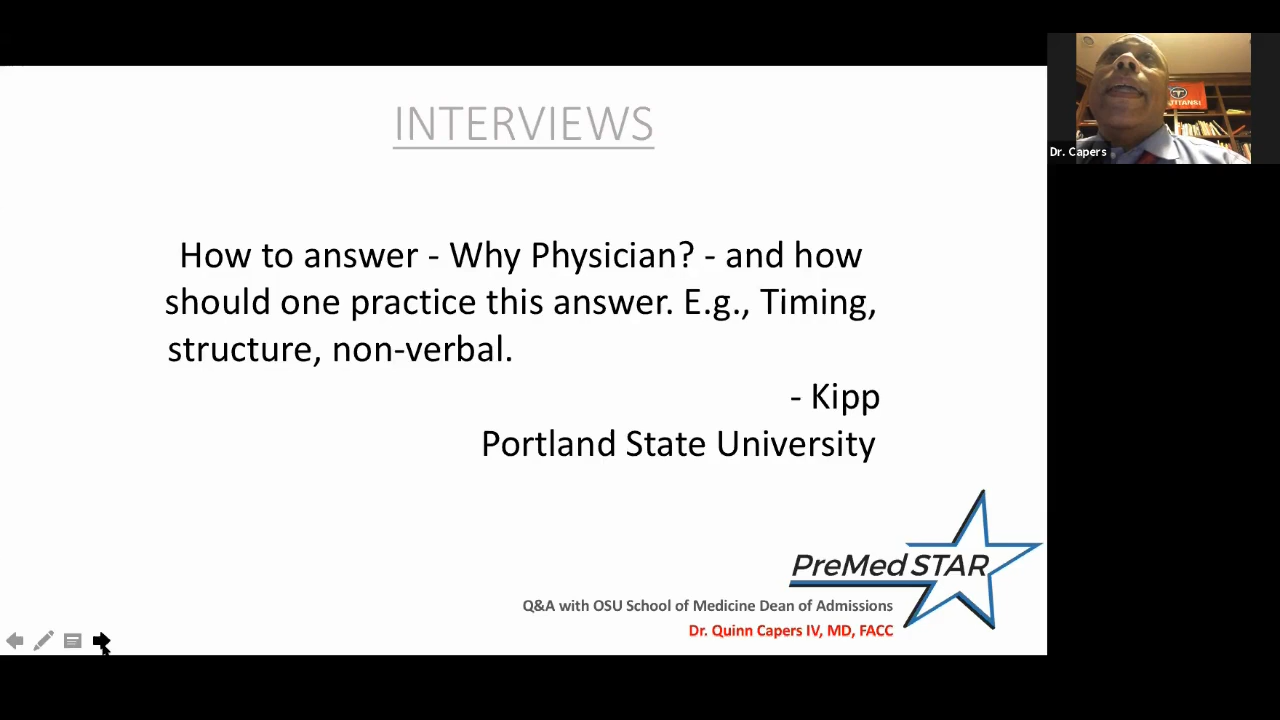 INTERVIEWS
How to answer - Why Physician? - and how
should one practice this answer. E.g., Timing,
structure, non-verbal.
- Kipp
Portland State University
PreMed STAR
Q&A with OSU School of Medicine Dean of Admissions
Dr. Quinn Capers IV, MD, FACC
TITANS!
Dr. Capers